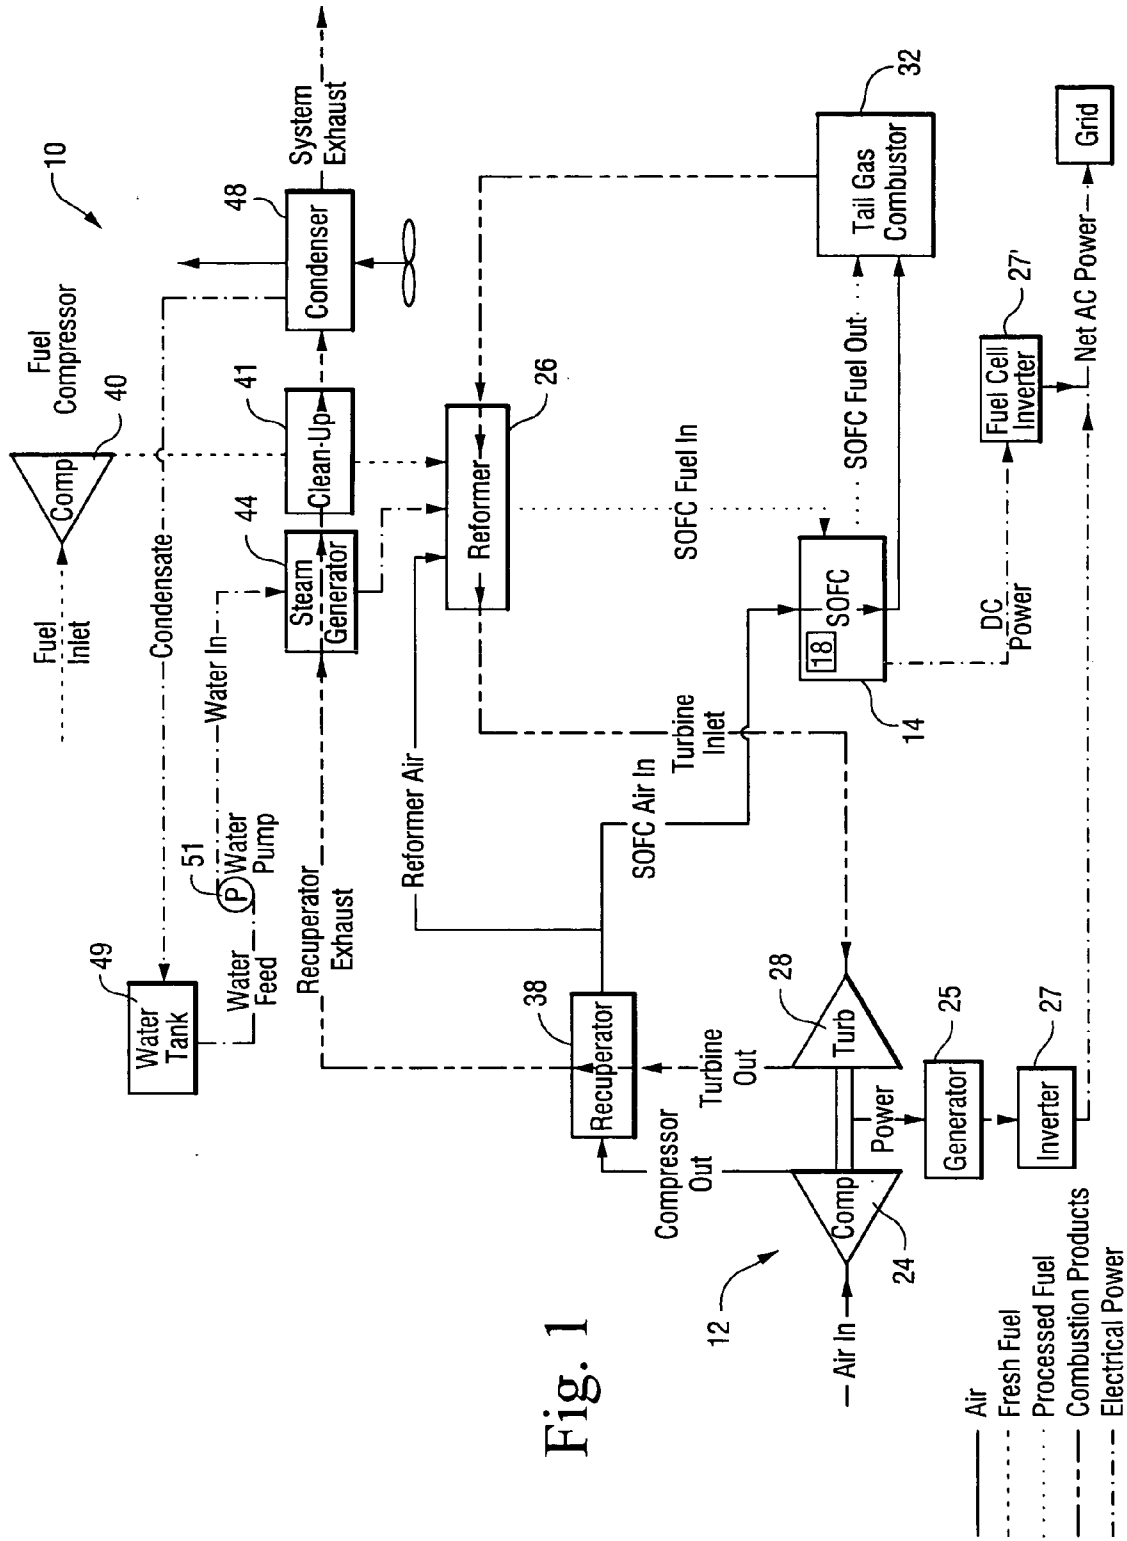 10
Fuel
Compressor
40
Comp
Fuel
Inlet
Condensate
System
Exhaust
48
Condenser
41
Clean-Up
44
Steam
Generator
Water In
51
P
Water
Pump
49
Water
Tank
Water
Feed
Recuperator
Exhaust
26
Reformer
Reformer Air
SOFC Fuel In
SOFC Air In
Turbine
Inlet
38
Recuperator
Compressor
Out
Turbine
Out
32
Tail Gas
Combustor
SOFC Fuel Out
18
SOFC
14
DC
Power
27'
Fuel Cell
Inverter
Net AC Power
Grid
28
Turb
Comp
24
Power
25
Generator
27
Inverter
12
Air In
Fig. 1
Air
Fresh Fuel
Processed Fuel
Combustion Products
Electrical Power